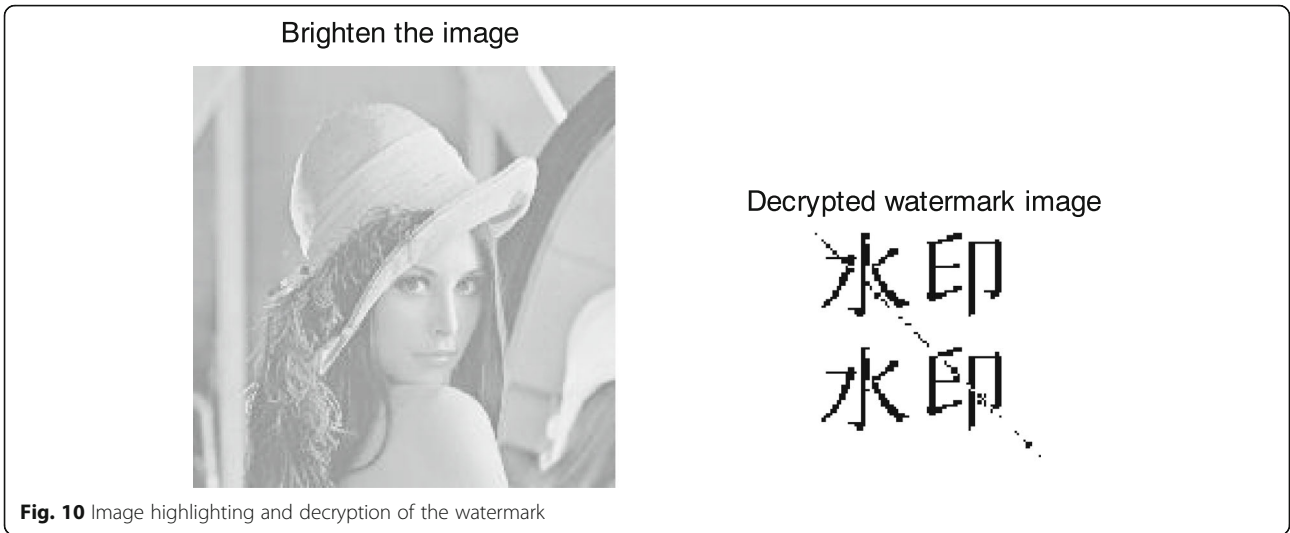 Brighten the image
Decrypted watermark image
水印
水印
Fig. 10 Image highlighting and decryption of the watermark